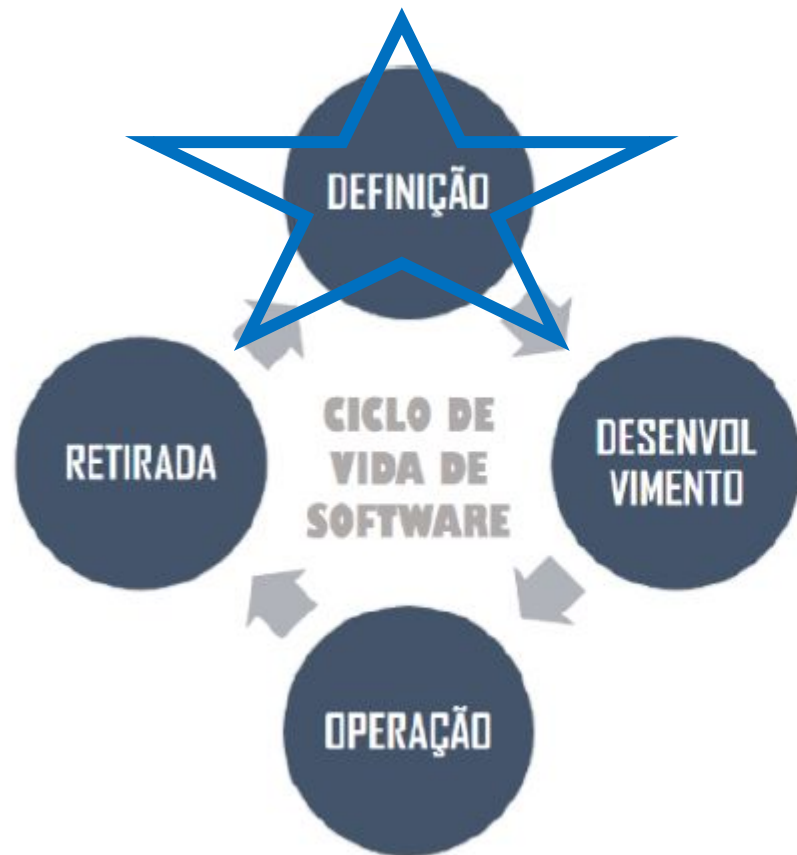 DEFINIÇÃO
CICLO DE
VIDA DE
SOFTWARE
RETIRADA
DESENVOL
VIMENTO
OPERAÇÃO